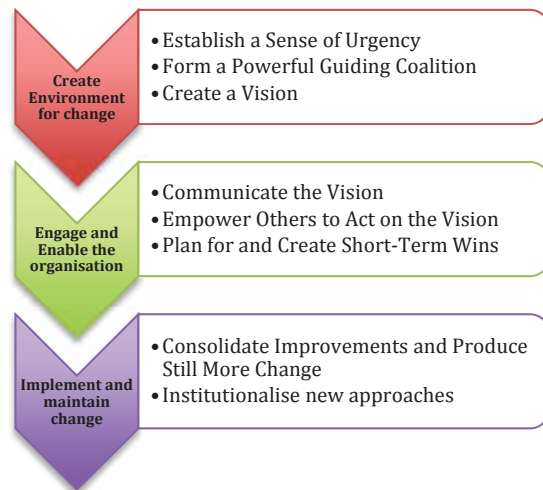 Create
Environment
for change
• Establish a Sense of Urgency
• Form a Powerful Guiding Coalition
• Create a Vision
Engage and
Enable the
organisation
• Communicate the Vision
• Empower Others to Act on the Vision
• Plan for and Create Short-Term Wins
Implement and
maintain
change
• Consolidate Improvements and Produce
Still More Change
• Institutionalise new approaches